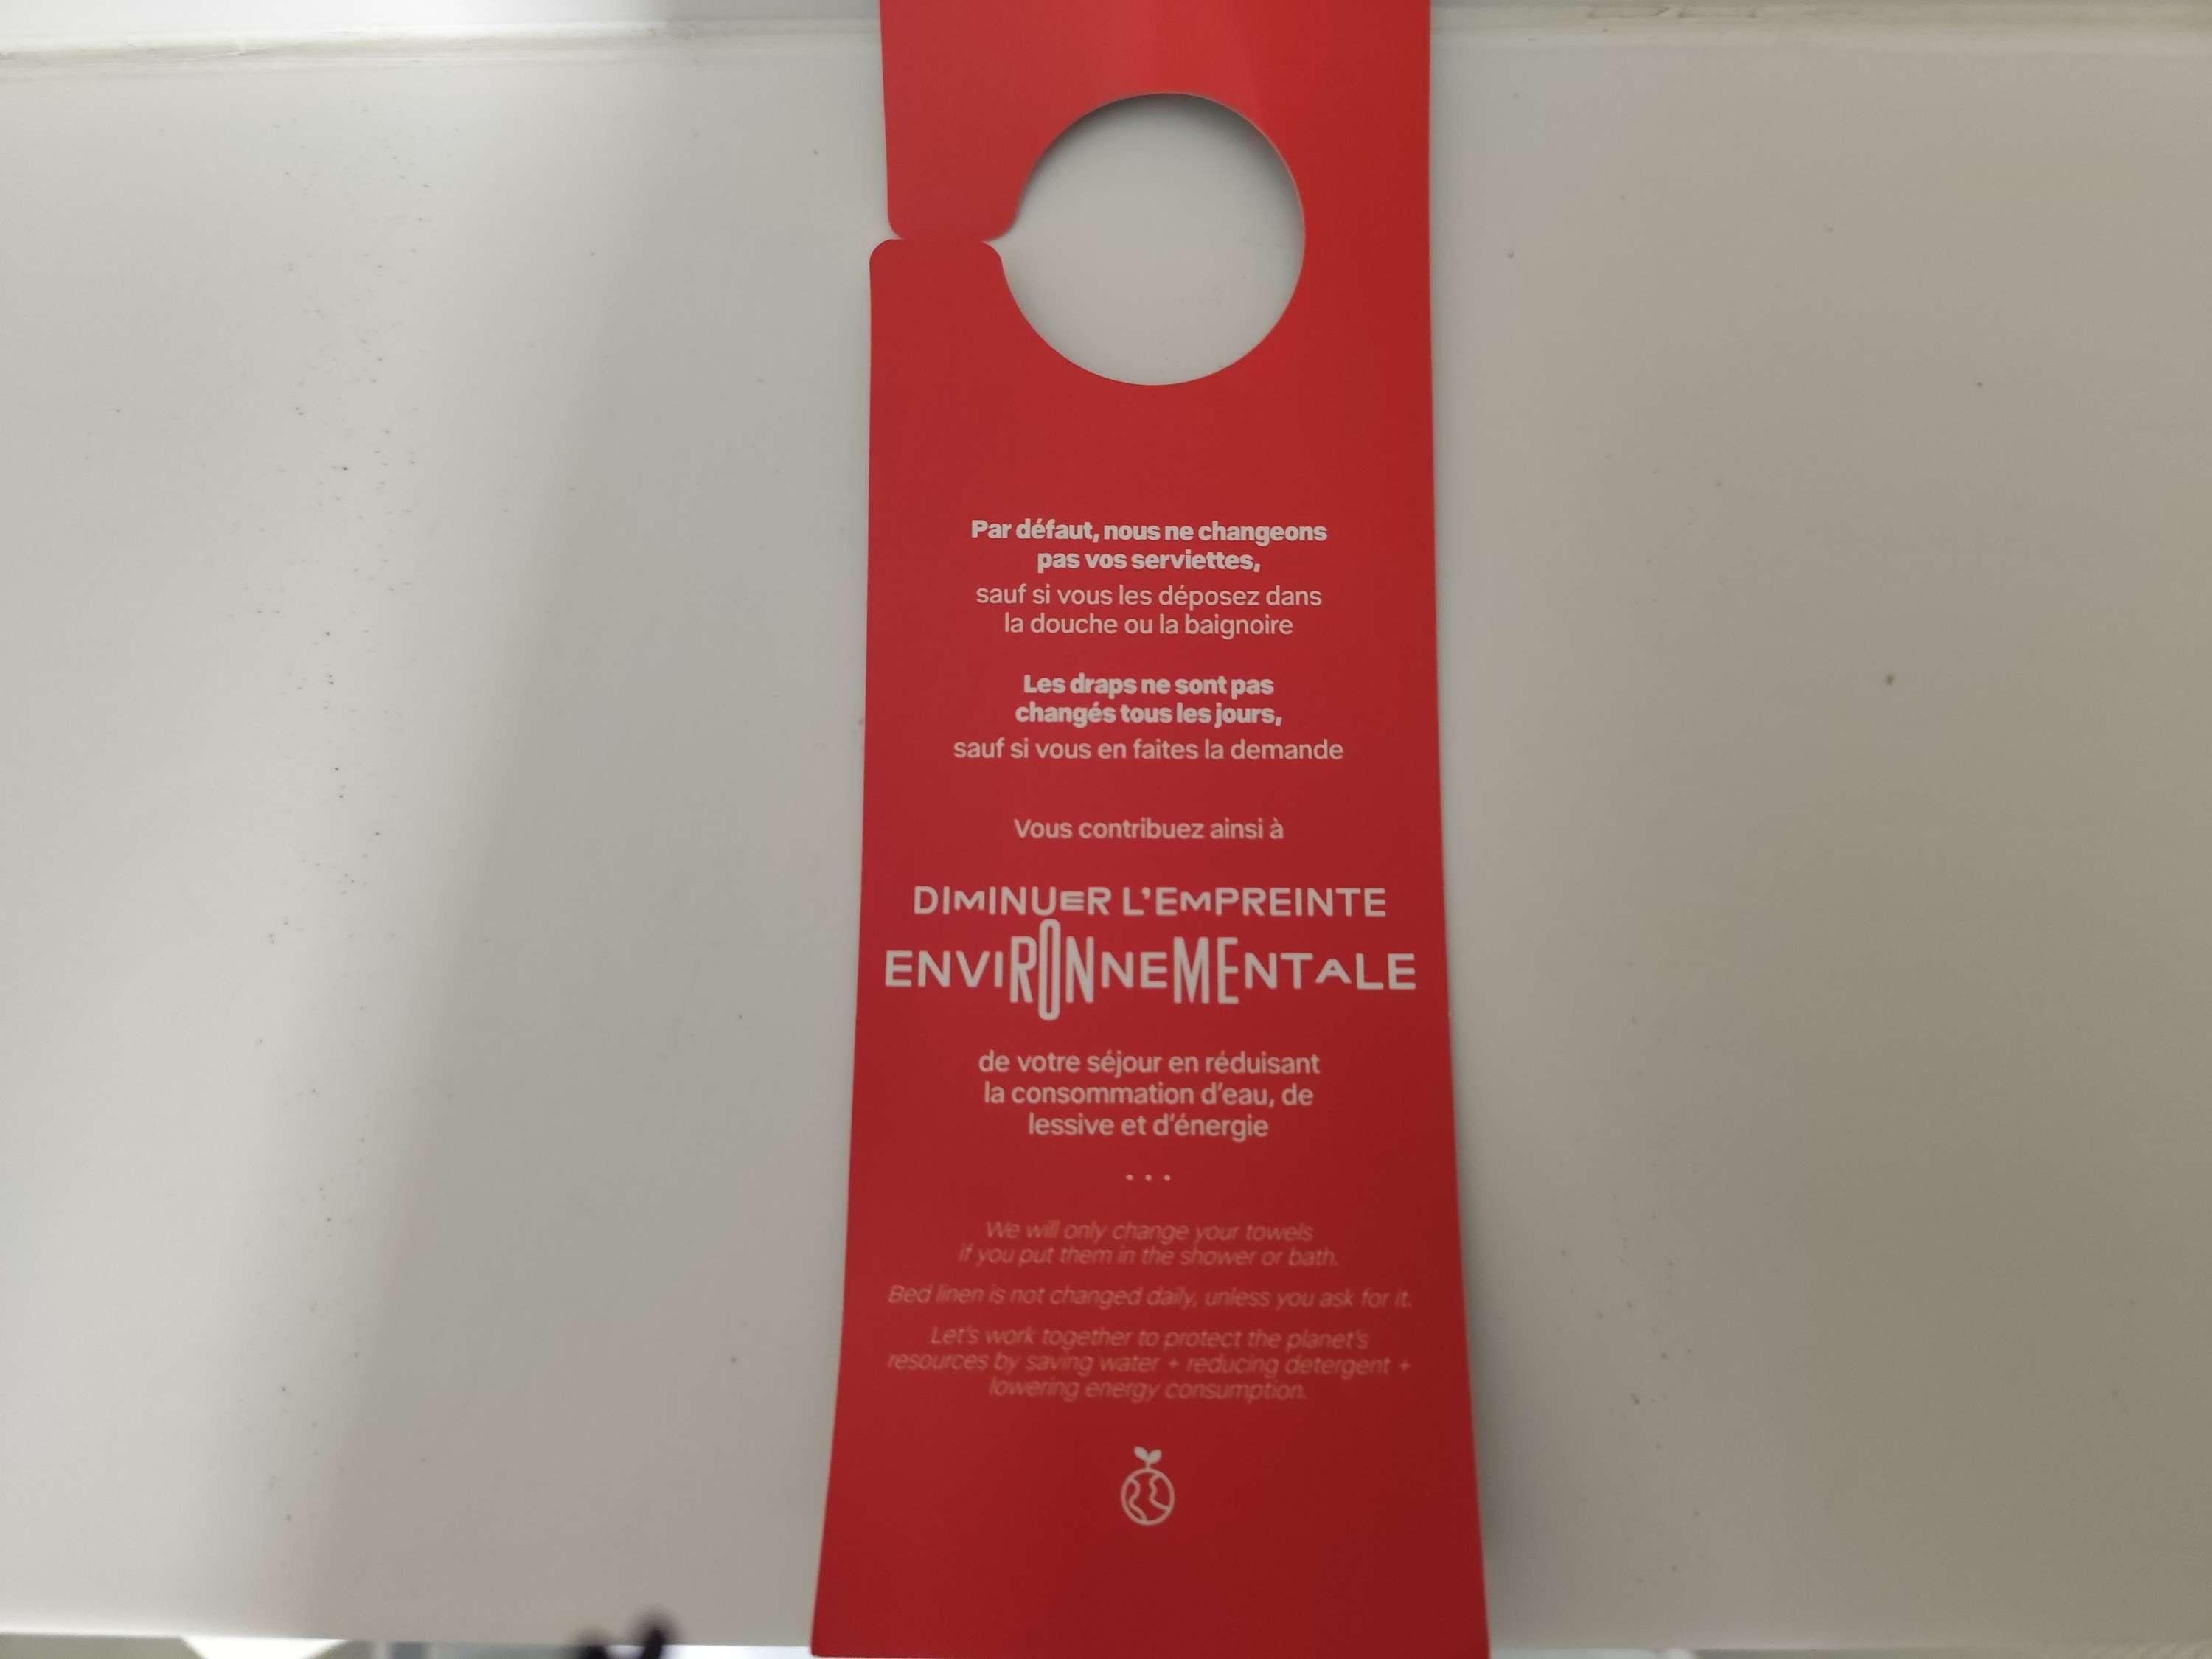 Par défaut, nous ne changeons
pas vos serviettes,
sauf si vous les déposez dans
la douche ou la baignoire
Les draps ne sont pas
changés tous les jours,
sauf si vous en faites la demande
Vous contribuez ainsi à
DIMINUER L'EMPREINTE
ENVIRONNEMENTALE
de votre séjour en réduisant
la consommation d'eau, de
lessive et d'énergie
...
We will only change your towels
if you put them in the shower or bath.
Bed linen is not changed daily, unless you ask for it.
Let's work together to protect the planet's
resources by saving water + reducing detergent +
lowering energy consumption.